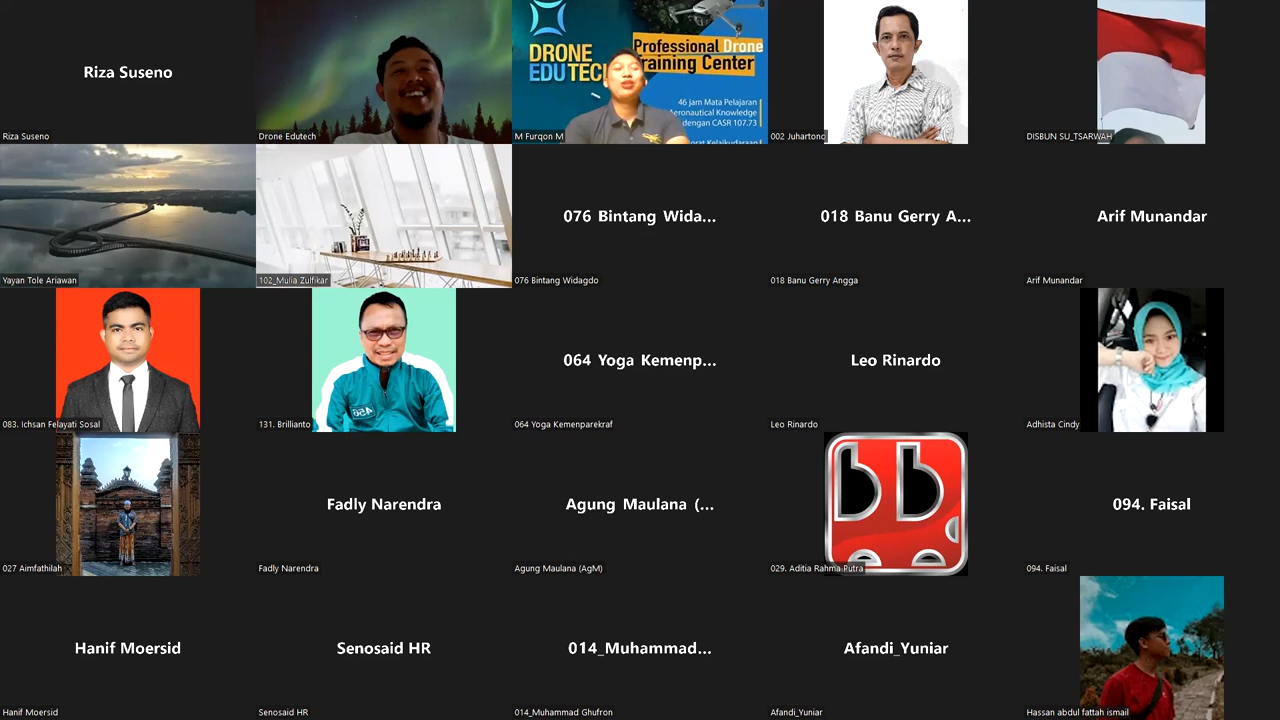 Riza Suseno
Riza Suseno
Drone Edutech
DRONE
EDUTEC
Professional Drone
raining Center
46 Jam Mata Pelajaran
Aeronautical Knowledge
dengan CASR 107.73
M Furqon M
002 Juhartono
DISBUN SU_TSARWAH
Yayan Tole Ariawan
102_Mulia Zulfikar
076 Bintang Wida...
076 Bintang Widagdo
018 Banu Gerry A...
018 Banu Gerry Angga
Arif Munandar
Arif Munandar
083. Ichsan Felayati Sosal
456
131. Brillianto
064 Yoga Kemenp...
064 Yoga Kemenparekraf
Leo Rinardo
Leo Rinardo
Adhista Cindy
027 Aimfathilah
Fadly Narendra
Fadly Narendra
Agung Maulana (...
Agung Maulana (AgM)
029. Aditia Rahma Putra
094. Faisal
094. Faisal
Hanif Moersid
Hanif Moersid
Senosaid HR
Senosaid HR
014_Muhammad...
014_Muhammad Ghufron
Afandi_Yuniar
Afandi_Yuniar
Hassan abdul fattah ismail